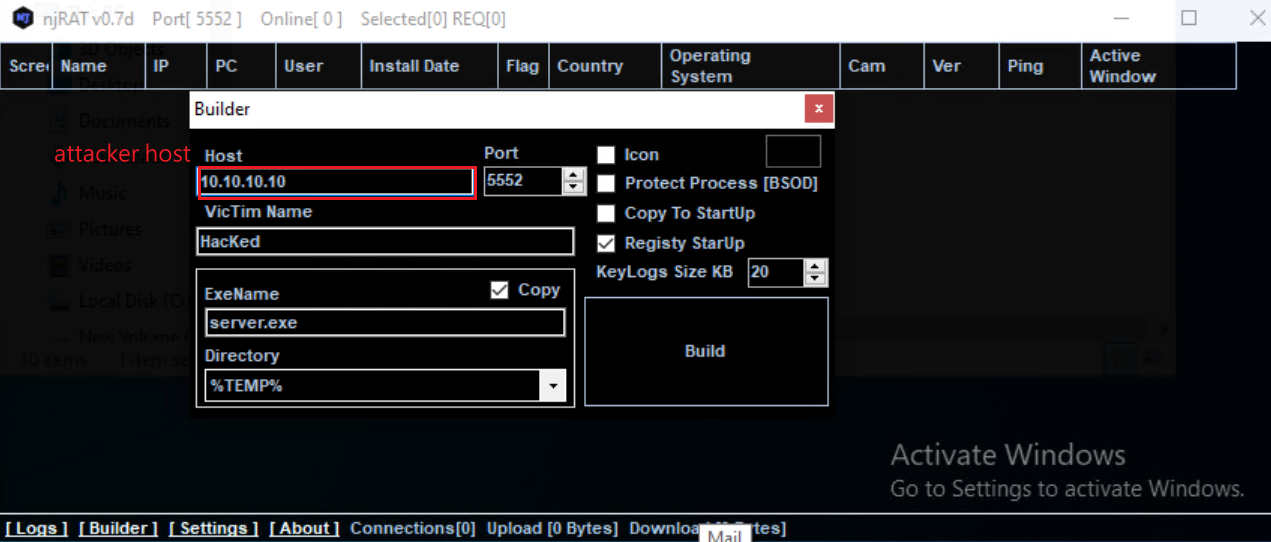 njRAT v0.7d Port[ 5552 ] Online[ 0 ] Selected[0] REQ[0]
3D Objects
Scree Name IP PC User Install Date Flag Country Operating System Cam Ver Ping Active Window
Desktop
Builder x
Documents
attacker host Host Port Icon
10.10.10.10 5552 Protect Process [BSOD]
Music
VicTim Name Copy To StartUp
Pictures
HacKed Registy StarUp
Videos
KeyLogs Size KB 20
ExeName Copy
Local Disk (C:)
server.exe
New Volume
Directory Build
10 items 1 item se
%TEMP%
Activate Windows
Go to Settings to activate Windows.
[ Logs ] [ Builder ] [ Settings ] [ About ] Connections[0] Upload [0 Bytes] Download [0 Bytes]
Mail